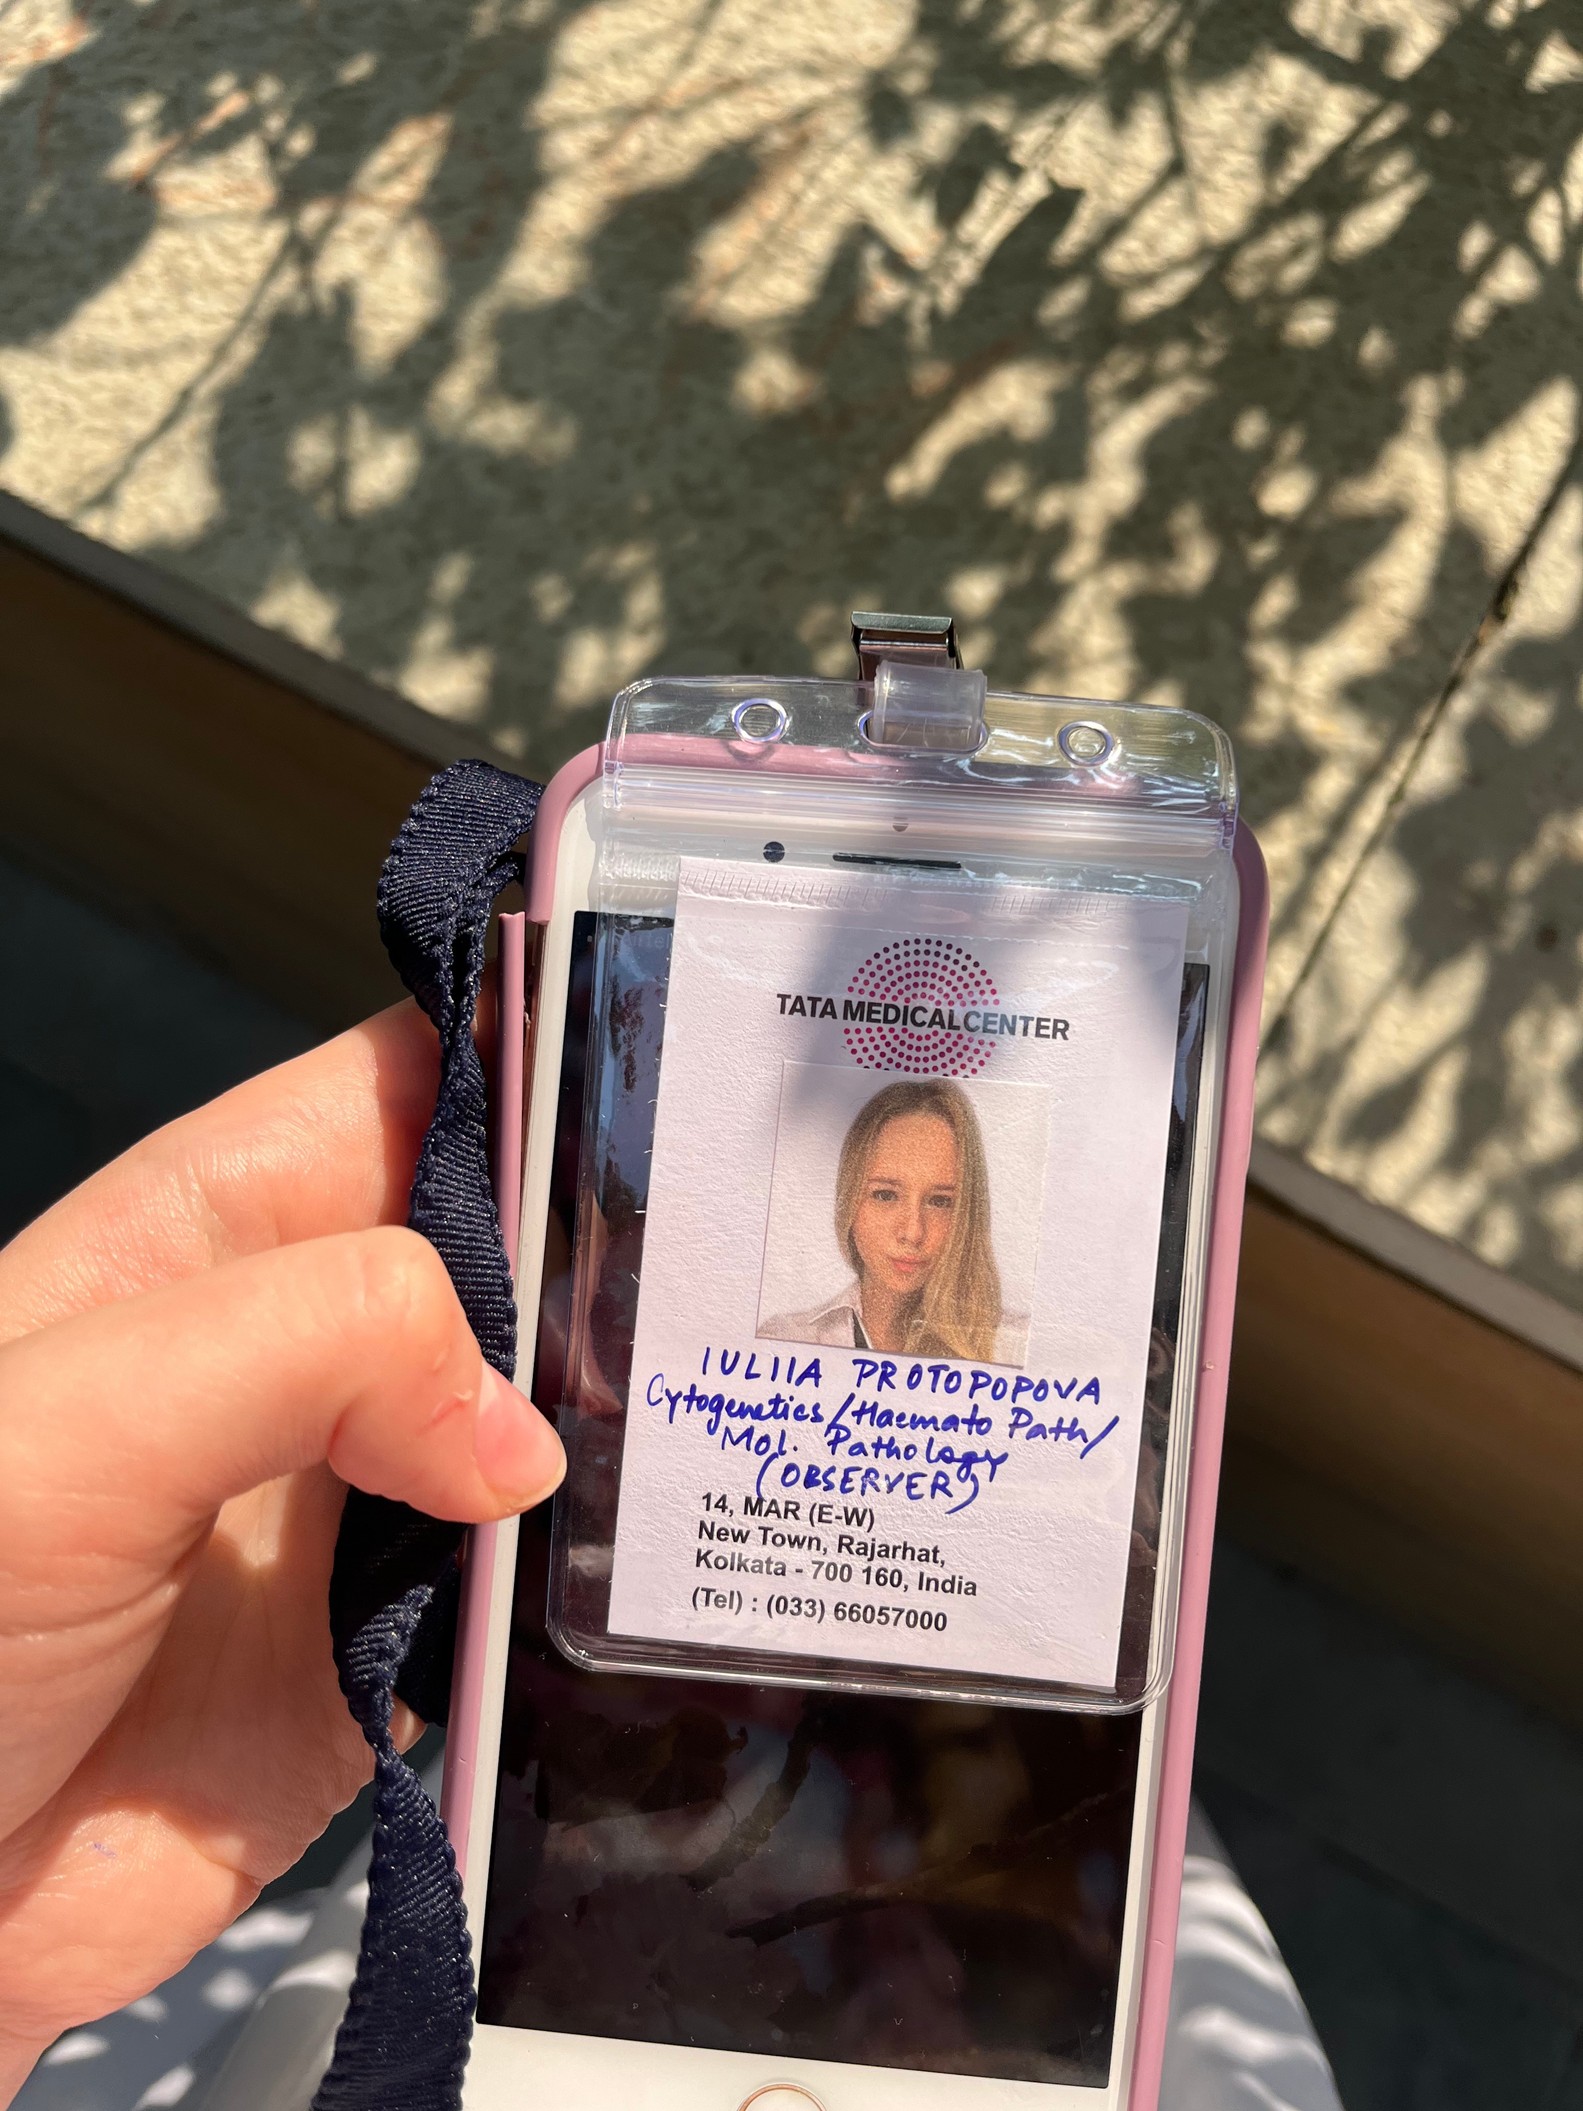 TATA MEDICAL CENTER
IULIIA PROTOPOPOVA
Cytogenetics/Haemato Path/
Mol. Pathology
(OBSERVER)
14, MAR (E-W)
New Town, Rajarhat,
Kolkata - 700 160, India
(Tel) : (033) 66057000